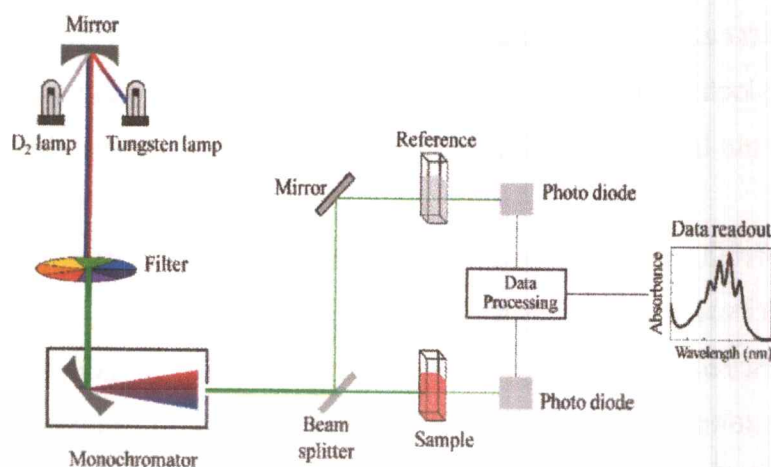 Mirror
D₂ lamp
Tungsten lamp
Filter
Monochromator
Beam
splitter
Mirror
Reference
Sample
Photo diode
Photo diode
Data
Processing
Data readout
Absorbance
Wavelength (nm)